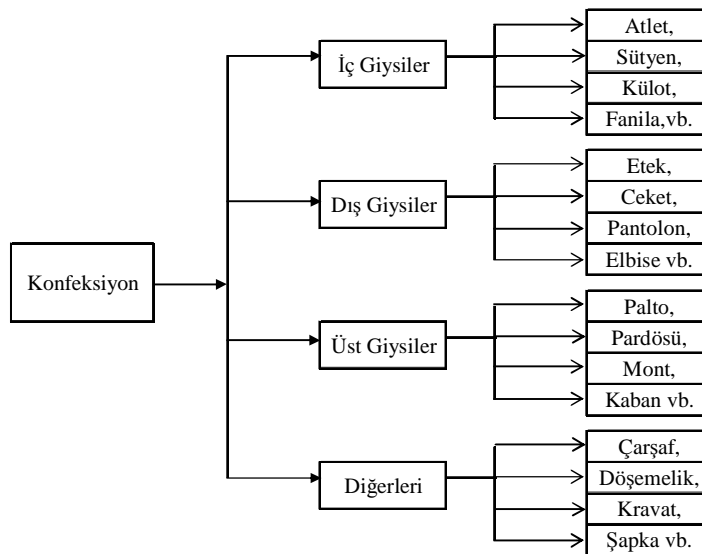 Konfeksiyon
İç Giysiler
Atlet,
Sütyen,
Külot,
Fanila,vb.
Dış Giysiler
Etek,
Ceket,
Pantolon,
Elbise vb.
Üst Giysiler
Palto,
Pardösü,
Mont,
Kaban vb.
Diğerleri
Çarşaf,
Döşemelik,
Kravat,
Şapka vb.